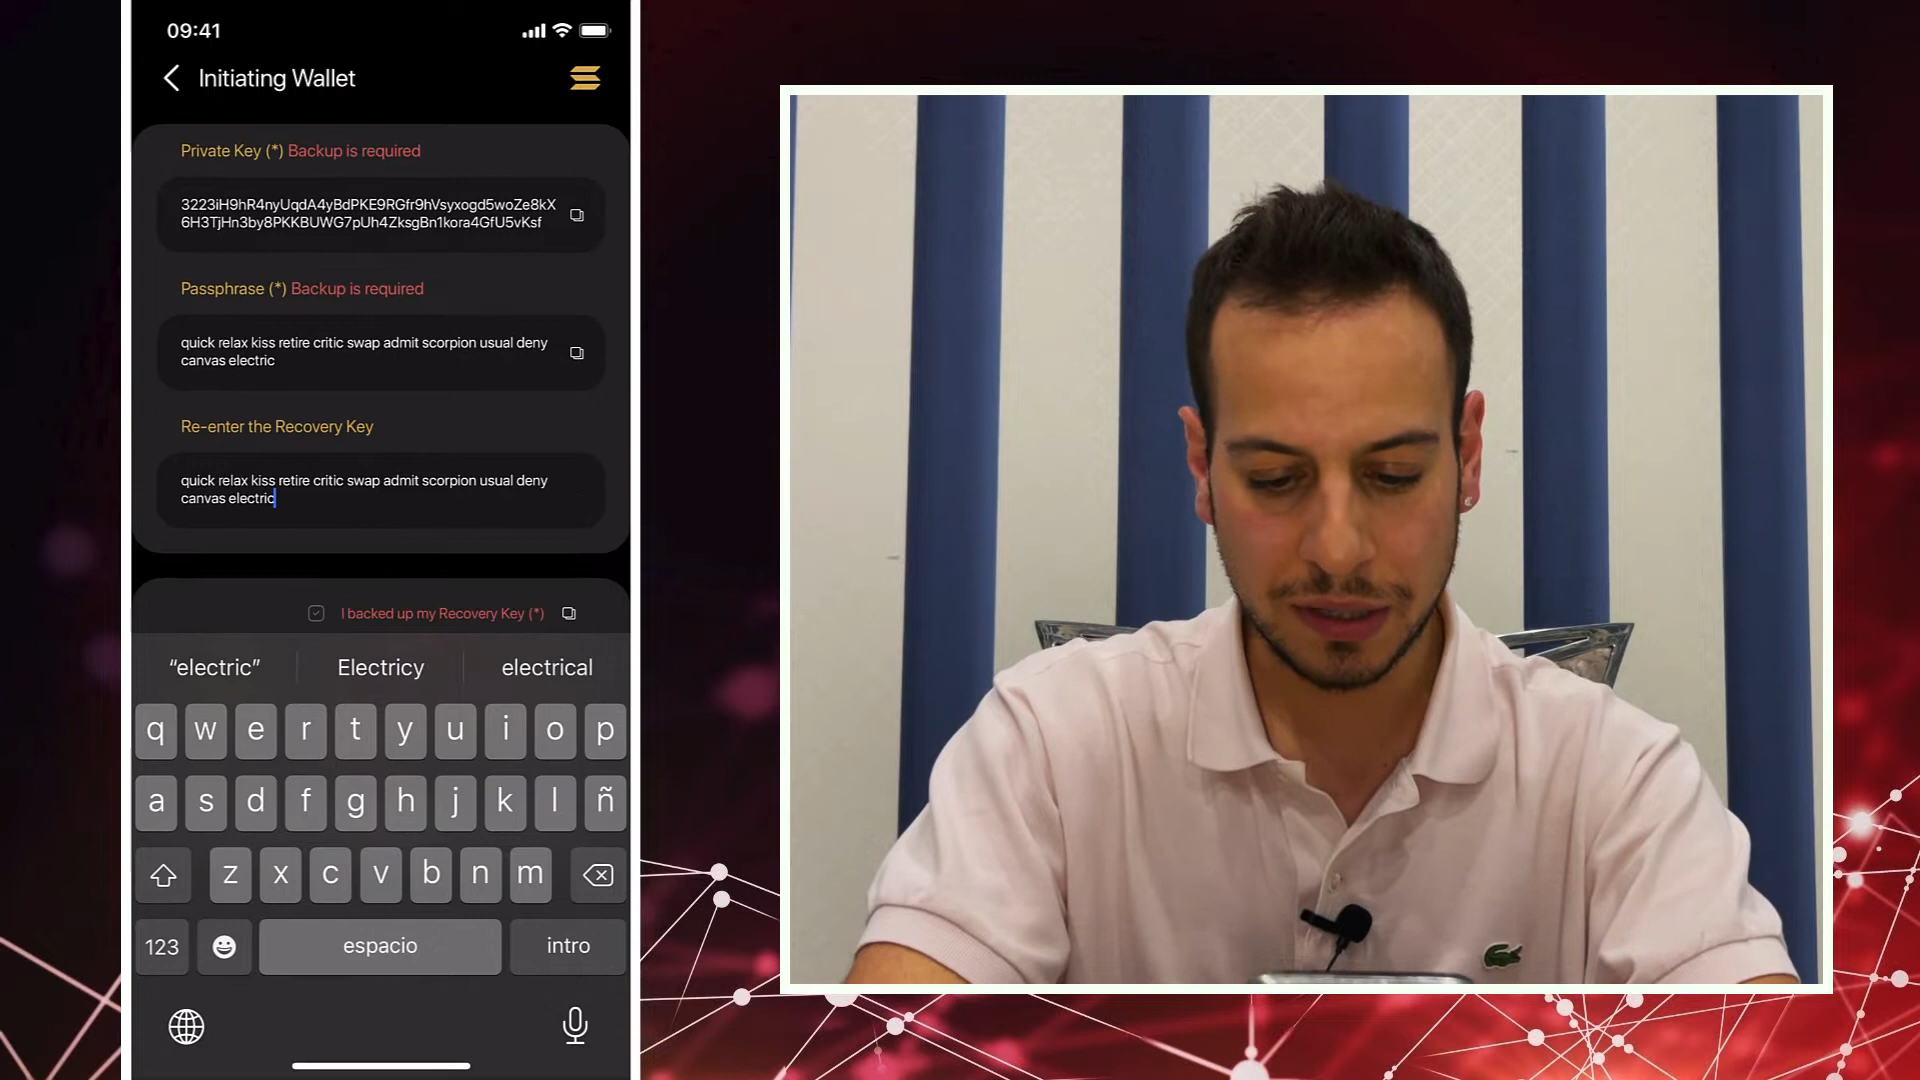 09:41
Initiating Wallet
Private Key (*) Backup is required
3223iH9hR4nyUqdA4yBdPKE9RGfr9hVsyxogd5woZe8kX
6H3TjHn3by8PKKBUWG7pUh4ZksgBn1kora4GfU5vKsf
Passphrase (*) Backup is required
quick relax kiss retire critic swap admit scorpion usual deny
canvas electric
Re-enter the Recovery Key
quick relax kiss retire critic swap admit scorpion usual deny
canvas electric
I backed up my Recovery Key (*)
“electric” Electricy electrical
q w e r t y u i o p
a s d f g h j k l ñ
z x c v b n m
123 espacio intro